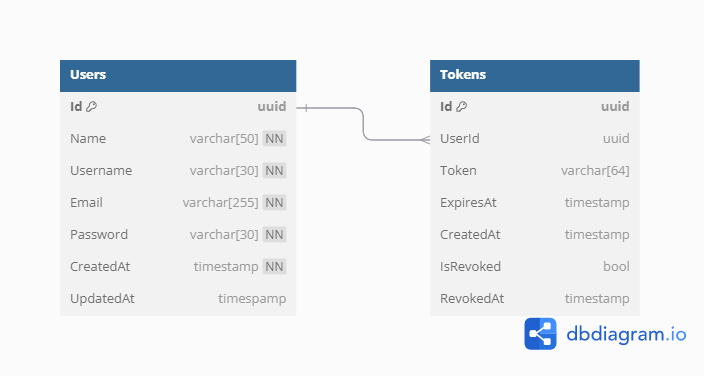 Users
Id uuid
Name varchar[50] NN
Username varchar[30] NN
Email varchar[255] NN
Password varchar[30] NN
CreatedAt timestamp NN
UpdatedAt timespamp
Tokens
Id uuid
UserId uuid
Token varchar[64]
ExpiresAt timestamp
CreatedAt timestamp
IsRevoked bool
RevokedAt timestamp
dbdiagram.io